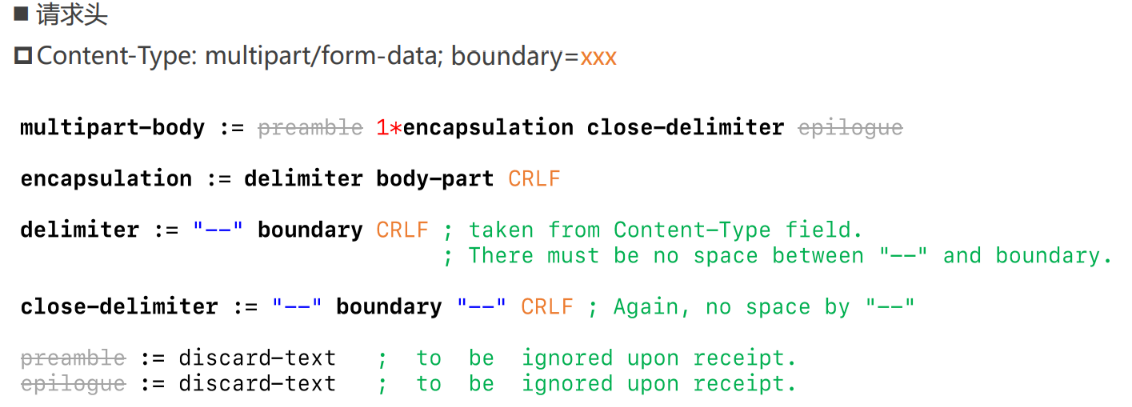 ■ 请求头
Content-Type: multipart/form-data; boundary=xxx
multipart-body := preamble 1*encapsulation close-delimiter epilogue
encapsulation := delimiter body-part CRLF
delimiter := "--" boundary CRLF ; taken from Content-Type field.
; There must be no space between "--" and boundary.
close-delimiter := "--" boundary "--" CRLF ; Again, no space by "--"
preamble := discard-text ; to be ignored upon receipt.
epilogue := discard-text ; to be ignored upon receipt.